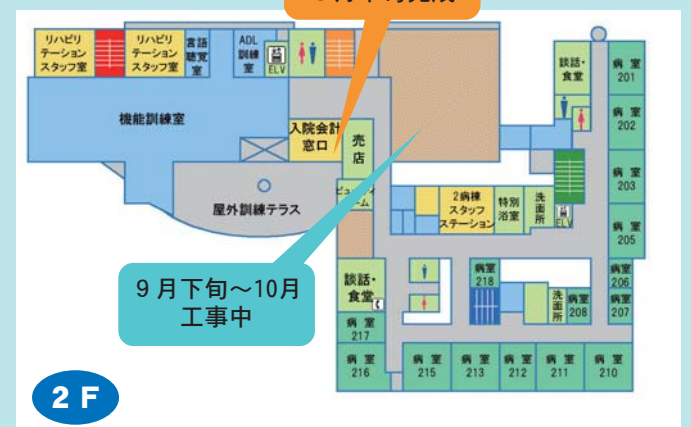 リハビリ
テーション
スタッフ室
リハビリ
テーション
スタッフ室
言語
聴覚
室
ADL
訓練
室
ELV
機能訓練室
入院会計
窓口
売
店
屋外訓練テラス
談話・
食堂
病 室
201
病 室
202
病 室
203
病 室
205
2病棟
スタッフ
ステーション
特別
浴室
洗
面
所
ELV
9月下旬～10月
工事中
談話・
食堂
病 室
217
病 室
216
病室
218
洗
面
所
病室
208
病室
206
病室
207
病 室
215
病 室
213
病 室
212
病 室
211
病 室
210
2F